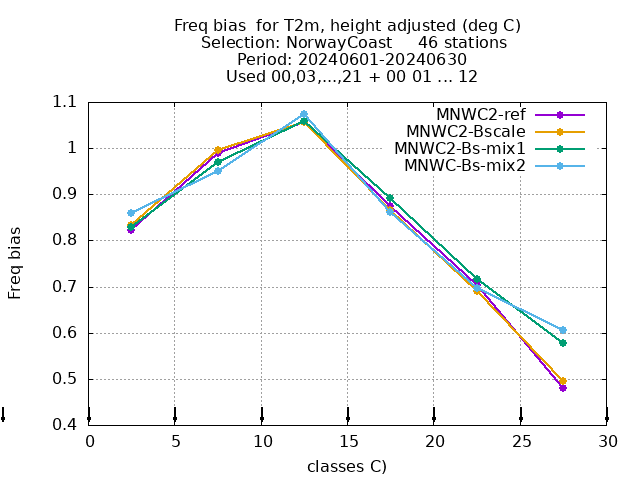 Freq bias  for T2m, height adjusted (deg C)
Selection: NorwayCoast     46 stations
Period: 20240601-20240630
Used 00,03,...,21 + 00 01 ... 12
MNWC2-ref
MNWC2-Bscale
MNWC2-Bs-mix1
MNWC-Bs-mix2
1.1
1
0.9
0.8
0.7
0.6
0.5
0.4
Freq bias
0 5 10 15 20 25 30
classes C)